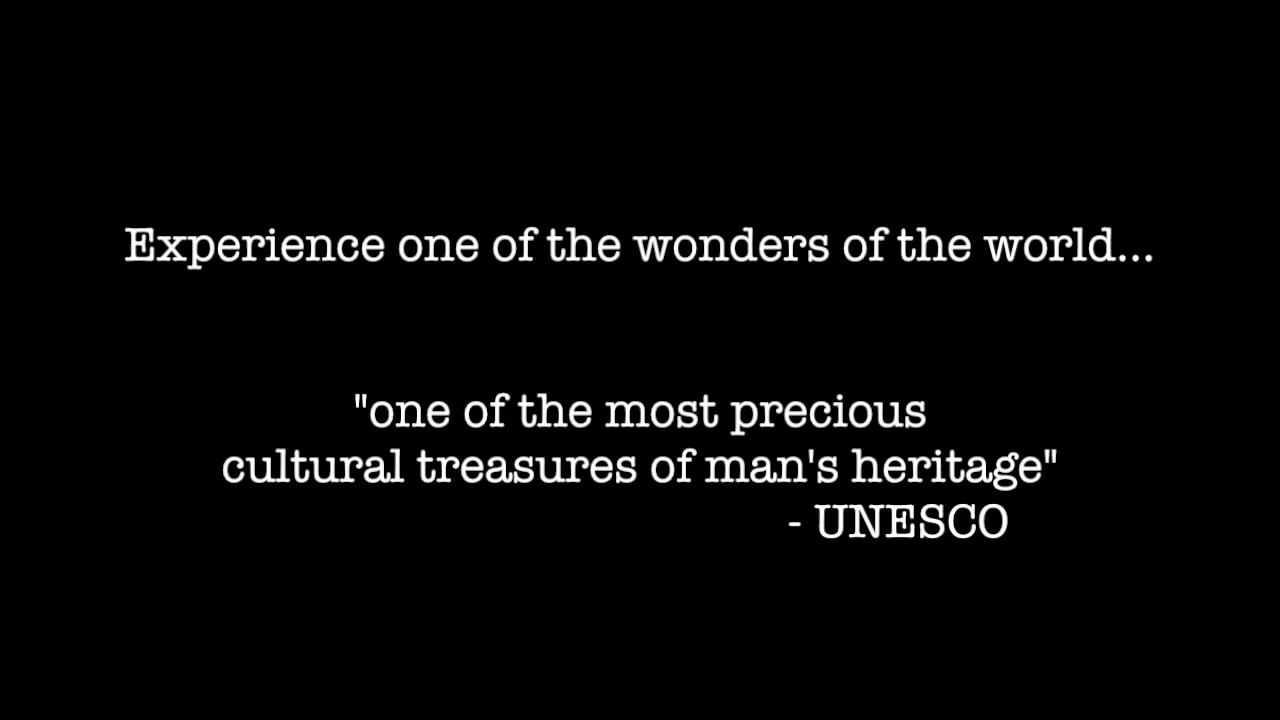 Experience one of the wonders of the world...
"one of the most precious
cultural treasures of man's heritage"
- UNESCO